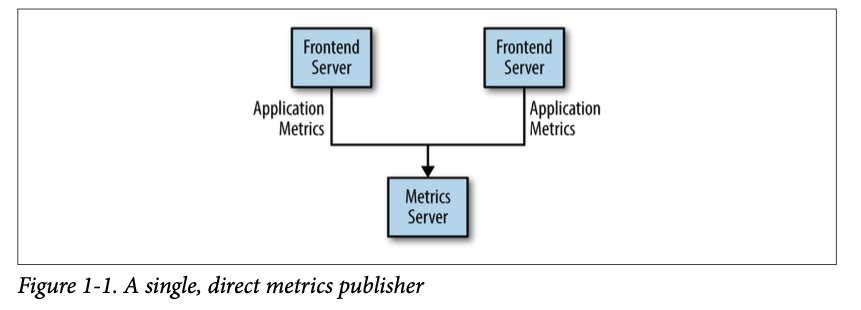 Frontend
Server
Frontend
Server
Application
Metrics
Application
Metrics
Metrics
Server
Figure 1-1. A single, direct metrics publisher